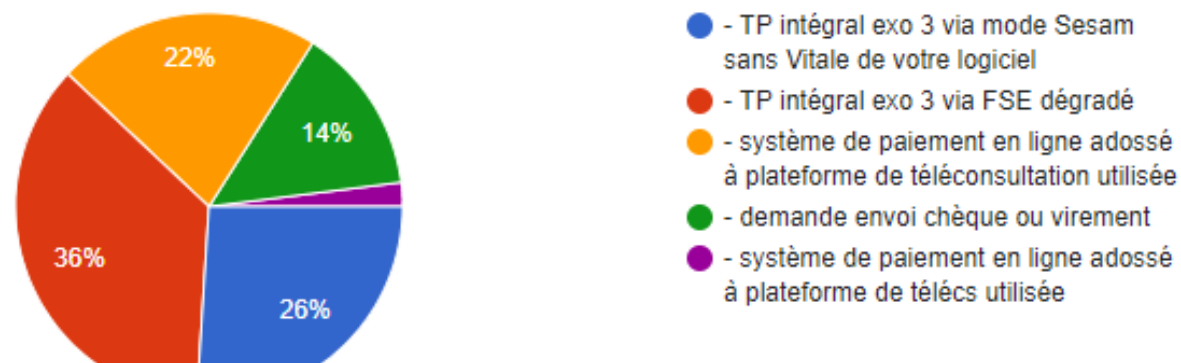 22%
14%
36%
26%
- TP intégral exo 3 via mode Sesam
sans Vitale de votre logiciel
- TP intégral exo 3 via FSE dégradé
- système de paiement en ligne adossé
à plateforme de téléconsultation utilisée
- demande envoi chèque ou virement
- système de paiement en ligne adossé
à plateforme de télécs utilisée